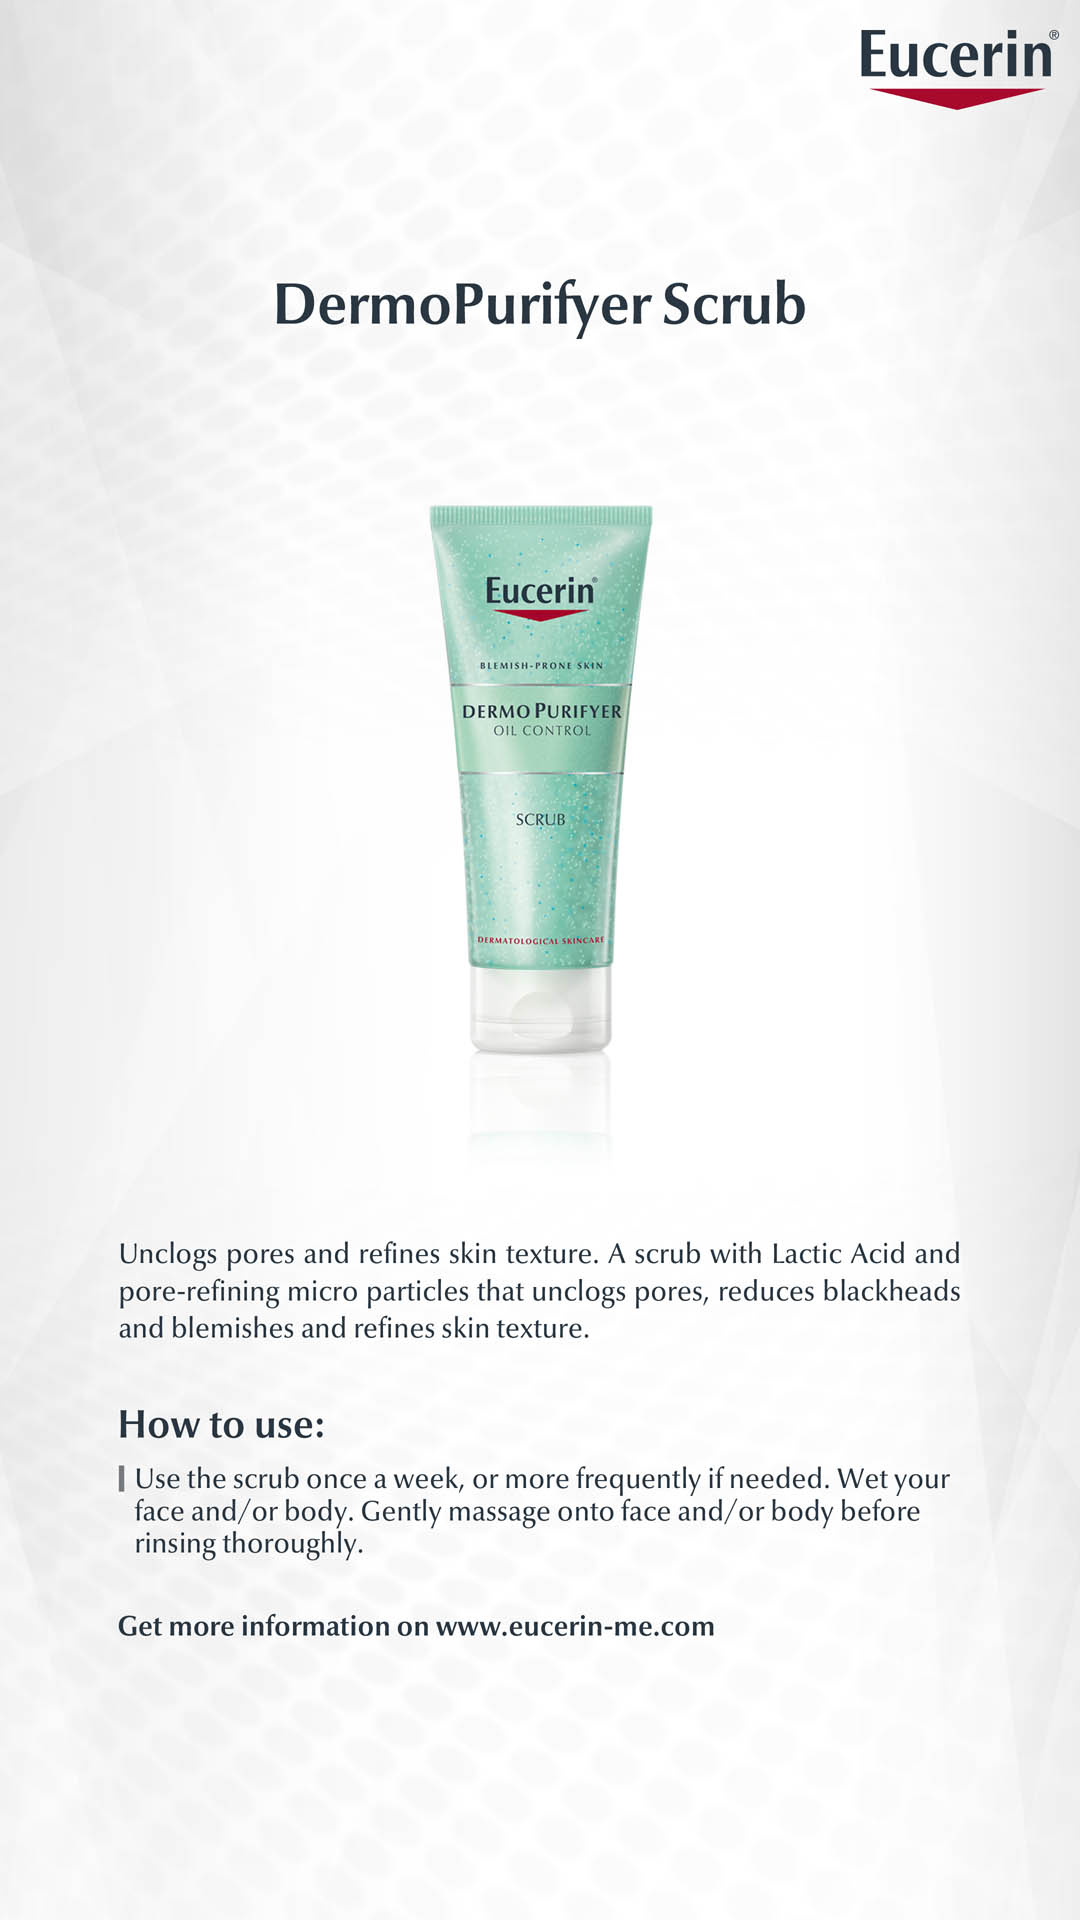 Eucerin®
DermoPurifyer Scrub
Eucerin®
BLEMISH-PRONE SKIN
DERMO PURIFYER
OIL CONTROL
SCRUB
DERMATOLOGICAL SKINCARE
Unclogs pores and refines skin texture. A scrub with Lactic Acid and
pore-refining micro particles that unclogs pores, reduces blackheads
and blemishes and refines skin texture.
How to use:
Use the scrub once a week, or more frequently if needed. Wet your
face and/or body. Gently massage onto face and/or body before
rinsing thoroughly.
Get more information on www.eucerin-me.com